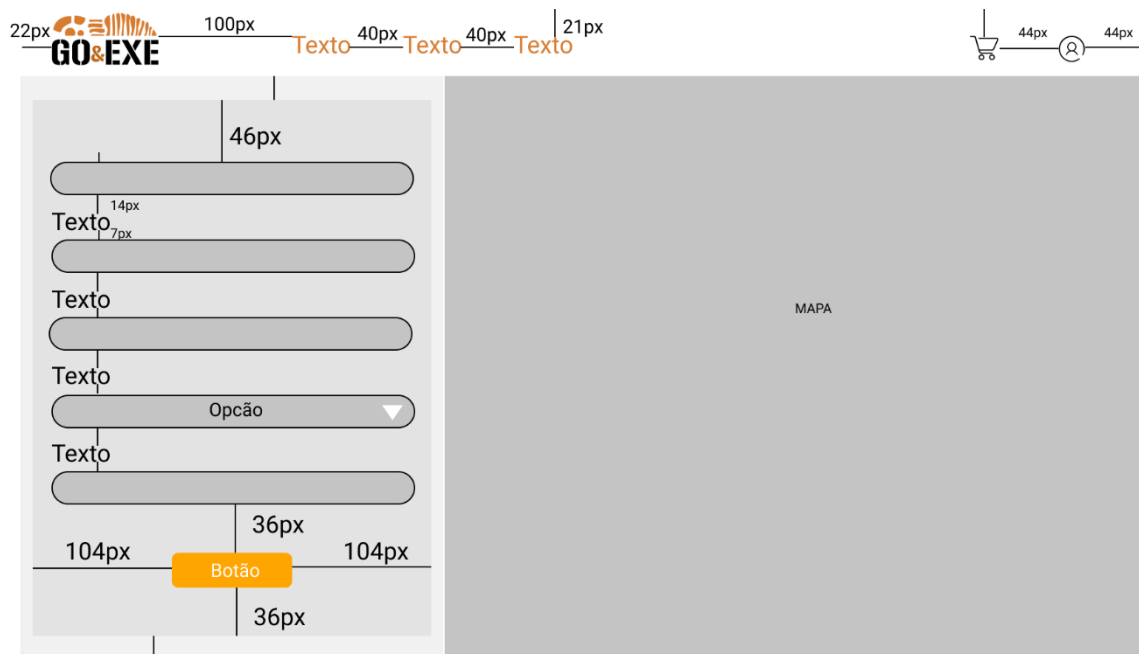 22px
GO&EXE
100px
Texto
40px
Texto
40px
Texto
21px
44px
44px
46px
14px
Texto
7px
Texto
Texto
Opcão
Texto
36px
104px
Botão
104px
36px
MAPA